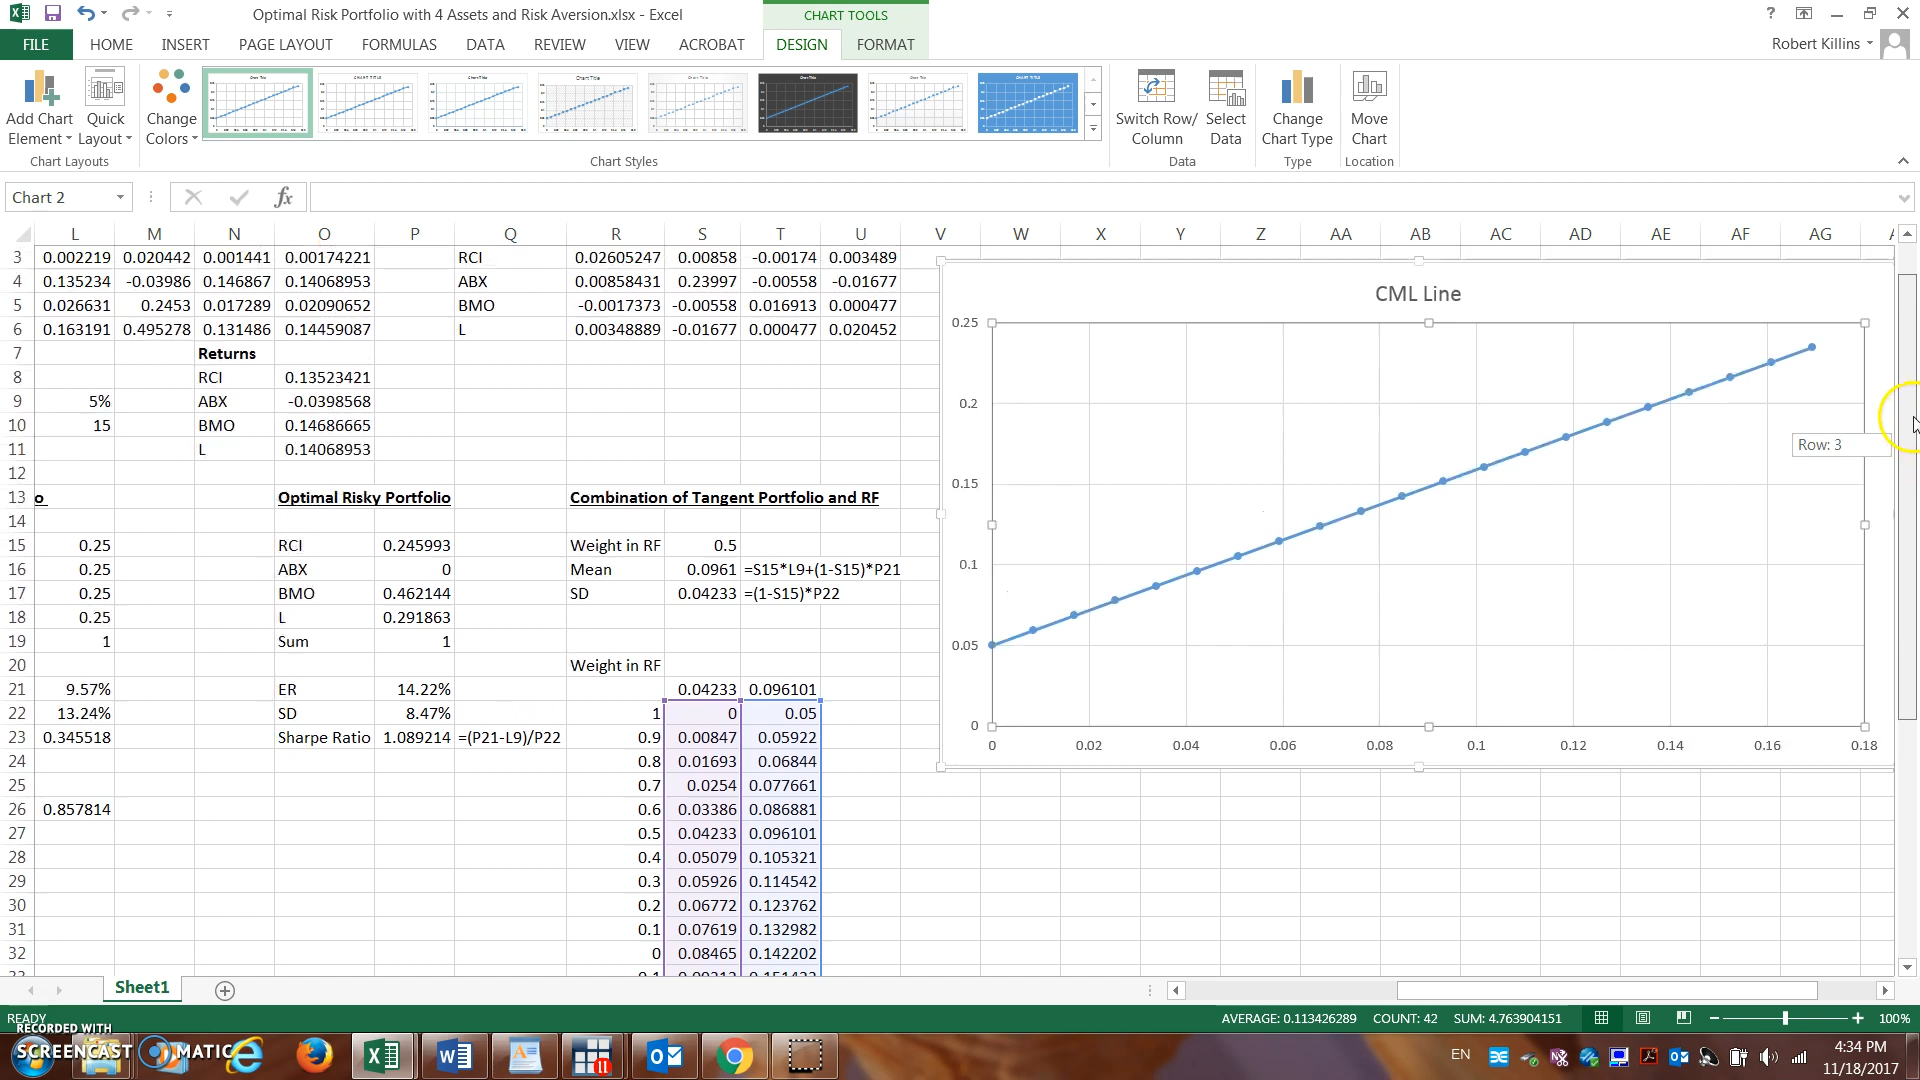 Optimal Risk Portfolio with 4 Assets and Risk Aversion.xlsx - Excel
CHART TOOLS
FILE HOME INSERT PAGE LAYOUT FORMULAS DATA REVIEW VIEW ACROBAT DESIGN FORMAT
Robert Killins
Add Chart Element
Quick Layout
Change Colors
Switch Row/ Column
Select Data
Change Chart Type
Move Chart
Chart Layouts
Chart Styles
Data
Type
Location
Chart 2
fx
L M N O P Q R S T U V W X Y Z AA AB AC AD AE AF AG
3 0.002219 0.020442 0.001441 0.00174221 RCI 0.02605247 0.00858 -0.00174 0.003489
4 0.135234 -0.03986 0.146867 0.14068953 ABX 0.00858431 0.23997 -0.00558 -0.01677
5 0.026631 0.2453 0.017289 0.02090652 BMO -0.0017373 -0.00558 0.016913 0.000477
6 0.163191 0.495278 0.131486 0.14459087 L 0.00348889 -0.01677 0.000477 0.020452
7 Returns
8 RCI 0.13523421
9 5% ABX -0.0398568
10 15 BMO 0.14686665
11 L 0.14068953
12
13 o Optimal Risky Portfolio Combination of Tangent Portfolio and RF
14
15 0.25 RCI 0.245993 Weight in RF 0.5
16 0.25 ABX 0 Mean 0.0961 =S15*L9+(1-S15)*P21
17 0.25 BMO 0.462144 SD 0.04233 =(1-S15)*P22
18 0.25 L 0.291863
19 1 Sum 1
20 Weight in RF
21 9.57% ER 14.22% 0.04233 0.096101
22 13.24% SD 8.47% 1 0 0.05
23 0.345518 Sharpe Ratio 1.089214 =(P21-L9)/P22 0.9 0.00847 0.05922
24 0.8 0.01693 0.06844
25 0.7 0.0254 0.077661
26 0.857814 0.6 0.03386 0.086881
27 0.5 0.04233 0.096101
28 0.4 0.05079 0.105321
29 0.3 0.05926 0.114542
30 0.2 0.06772 0.123762
31 0.1 0.07619 0.132982
32 0 0.08465 0.142202
CML Line
0.25
0.2
0.15
0.1
0.05
0
0 0.02 0.04 0.06 0.08 0.1 0.12 0.14 0.16 0.18
Row: 3
Sheet1
READY
AVERAGE: 0.113426289 COUNT: 42 SUM: 4.763904151
100%
RECORDED WITH
SCREENCAST MATIC
11
EN
4:34 PM
11/18/2017